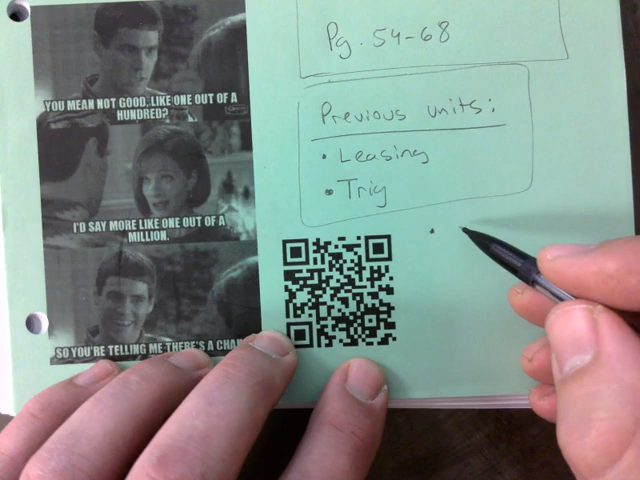 YOU MEAN NOT GOOD. LIKE ONE OUT OF A
HUNDRED?
I'D SAY MORE LIKE ONE OUT OF A
MILLION.
SO YOU'RE TELLING ME THERE'S A
Pg. 54-68
Previous units:
• Leasing
• Trig